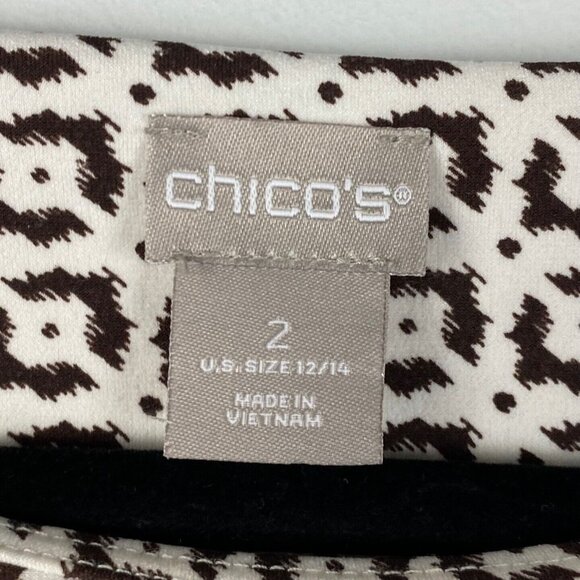 chico's®
2
U.S. SIZE 12/14
MADE IN
VIETNAM